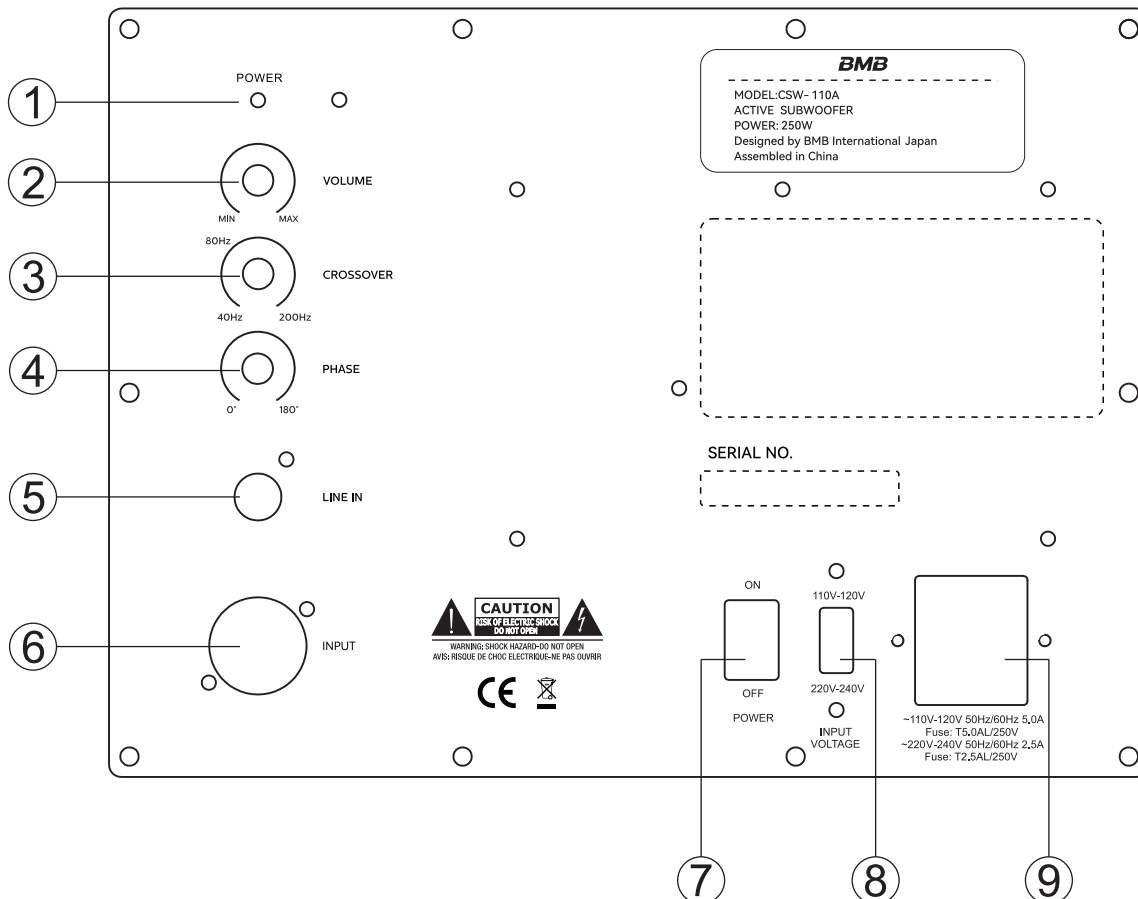 POWER
1
2
VOLUME
MIN MAX
80Hz
3
CROSSOVER
40Hz 200Hz
4
PHASE
0° 180°
5
LINE IN
6
INPUT
BMB
MODEL:CSW-110A
ACTIVE SUBWOOFER
POWER: 250W
Designed by BMB International Japan
Assembled in China
SERIAL NO.
CAUTION
RISK OF ELECTRIC SHOCK
DO NOT OPEN
WARNING: SHOCK HAZARD-DO NOT OPEN
AVIS: RISQUE DE CHOC ELECTRIQUE-NE PAS OUVRIR
CE
ON
OFF
POWER
110V-120V
220V-240V
INPUT
VOLTAGE
~110V-120V 50Hz/60Hz 5.0A
Fuse: T5.0AL/250V
~220V-240V 50Hz/60Hz 2.5A
Fuse: T2.5AL/250V
7
8
9